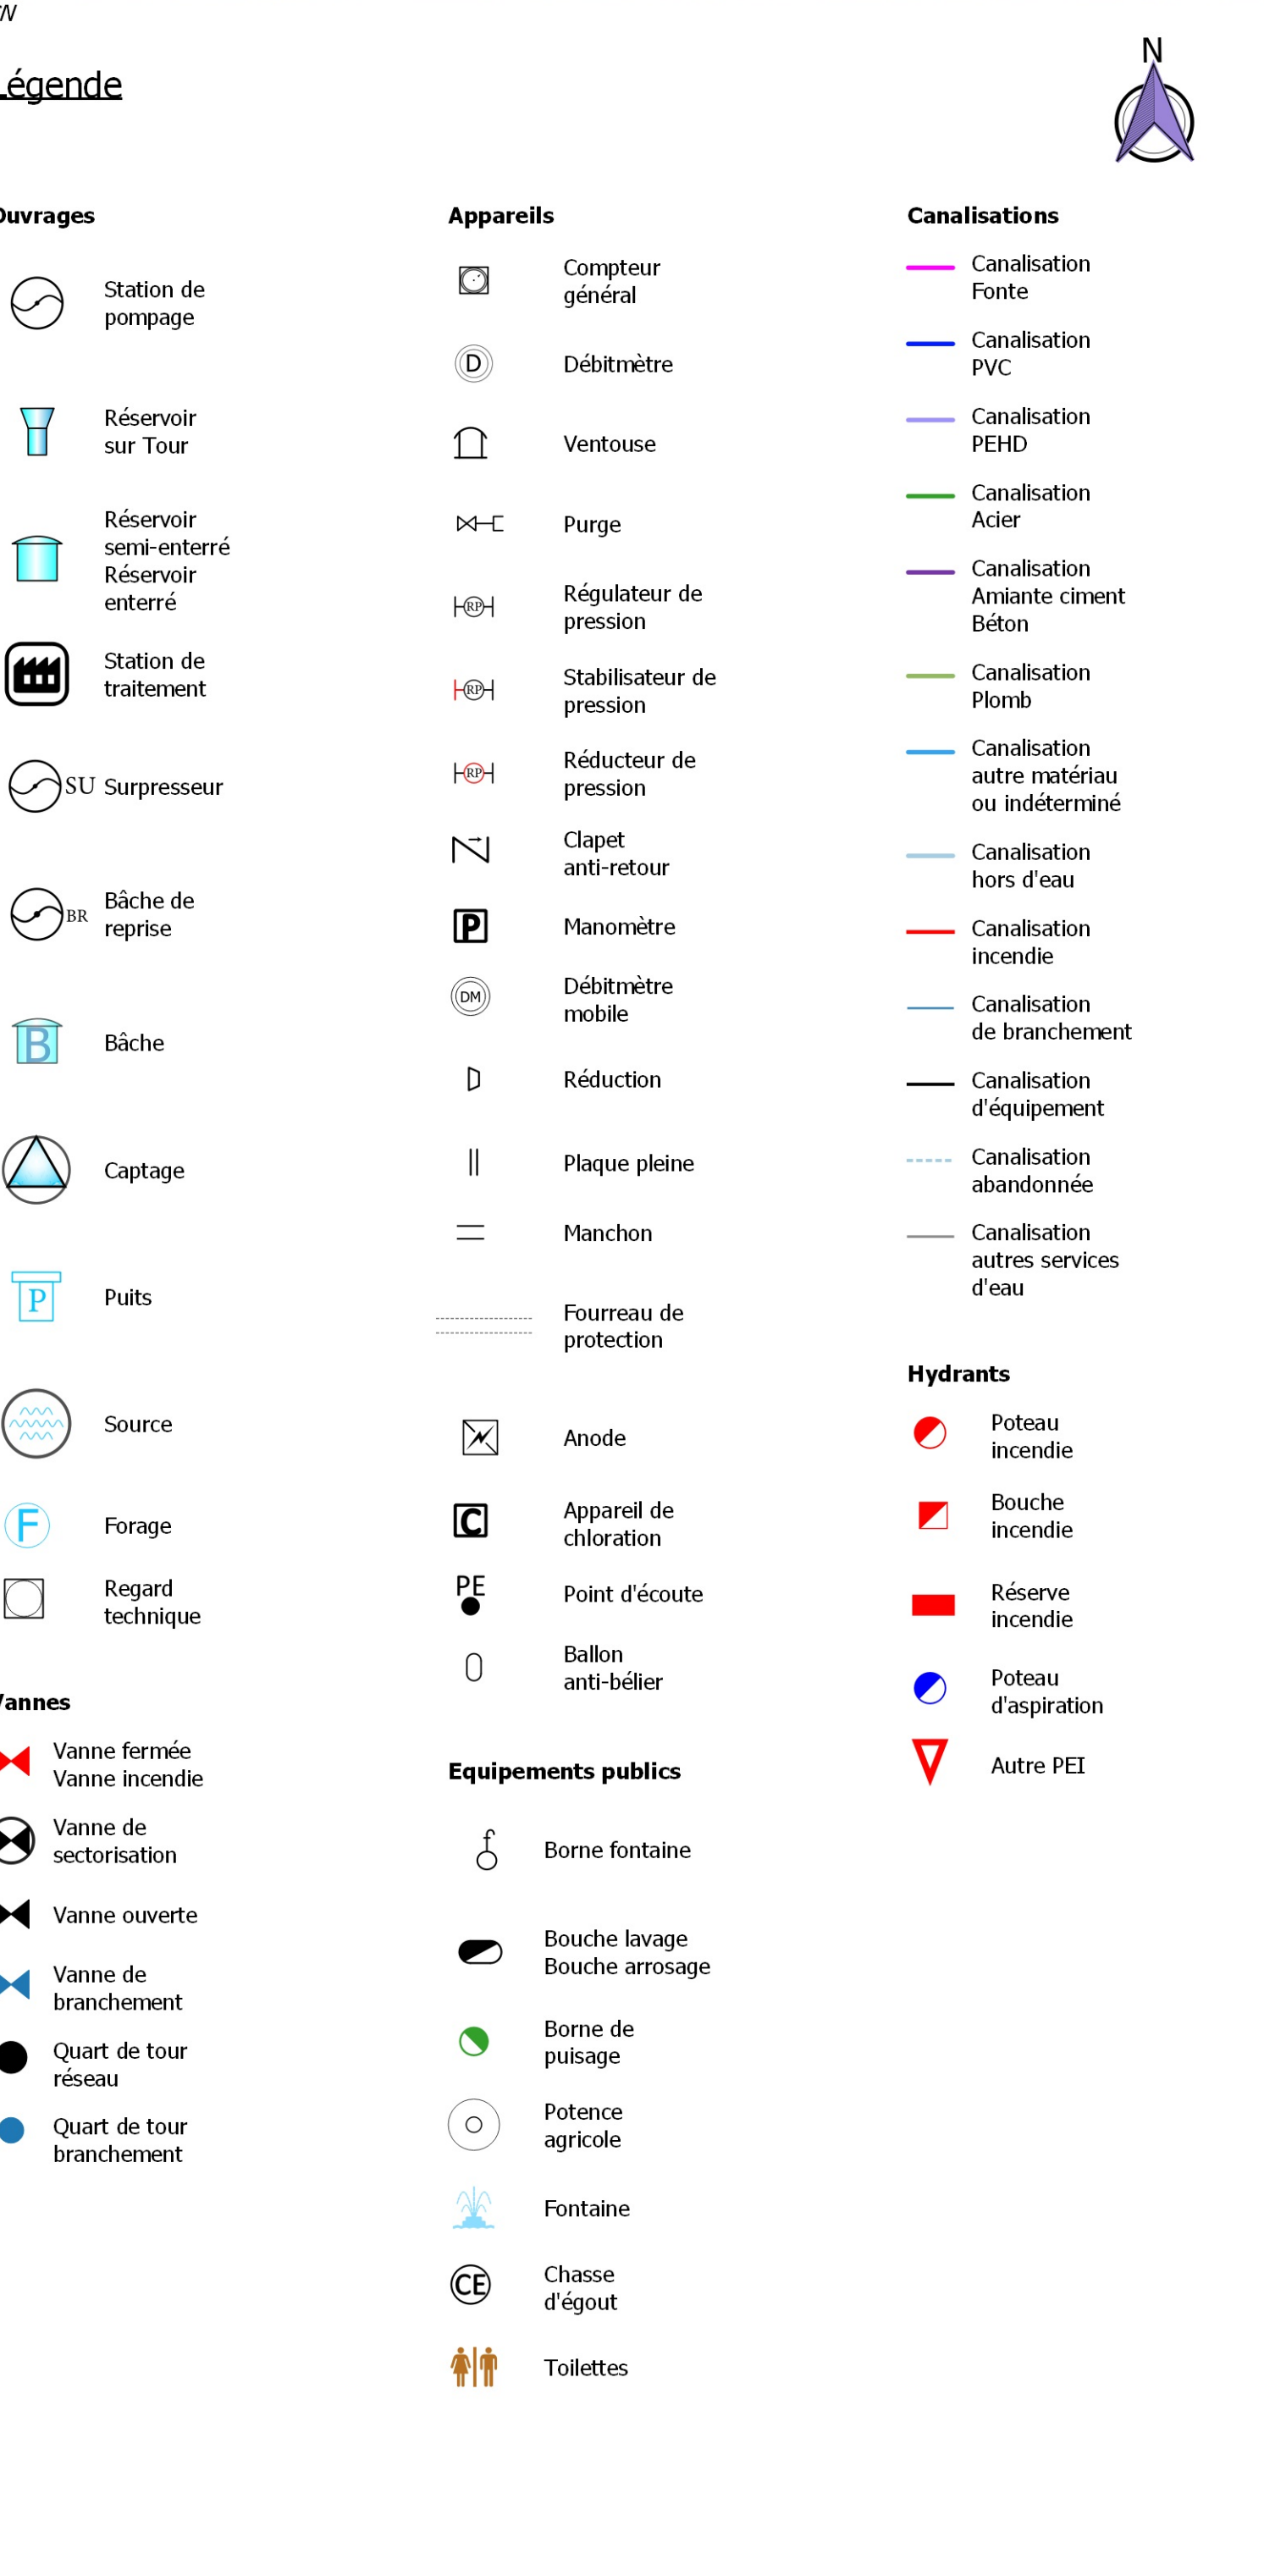 N
Légende
Ouvrages
Station de
pompage
Réservoir
sur Tour
Réservoir
semi-enterré
Réservoir
enterré
Station de
traitement
SU Surpresseur
BR
Bâche de
reprise
B
Bâche
Captage
P
Puits
Source
F
Forage
Regard
technique
Vannes
Vanne fermée
Vanne incendie
Vanne de
sectorisation
Vanne ouverte
Vanne de
branchement
Quart de tour
réseau
Quart de tour
branchement
Appareils
Compteur
général
D
Débitmètre
Ventouse
Purge
RP
Régulateur de
pression
RP
Stabilisateur de
pression
RP
Réducteur de
pression
Clapet
anti-retour
P
Manomètre
DM
Débitmètre
mobile
Réduction
Plaque pleine
Manchon
Fourreau de
protection
Anode
C
Appareil de
chloration
PE
Point d'écoute
Ballon
anti-bélier
Equipements publics
Borne fontaine
Bouche lavage
Bouche arrosage
Borne de
puisage
Potence
agricole
Fontaine
CE
Chasse
d'égout
Toilettes
N
Canalisations
Canalisation
Fonte
Canalisation
PVC
Canalisation
PEHD
Canalisation
Acier
Canalisation
Amiante ciment
Béton
Canalisation
Plomb
Canalisation
autre matériau
ou indéterminé
Canalisation
hors d'eau
Canalisation
incendie
Canalisation
de branchement
Canalisation
d'équipement
Canalisation
abandonnée
Canalisation
autres services
d'eau
Hydrants
Poteau
incendie
Bouche
incendie
Réserve
incendie
Poteau
d'aspiration
Autre PEI